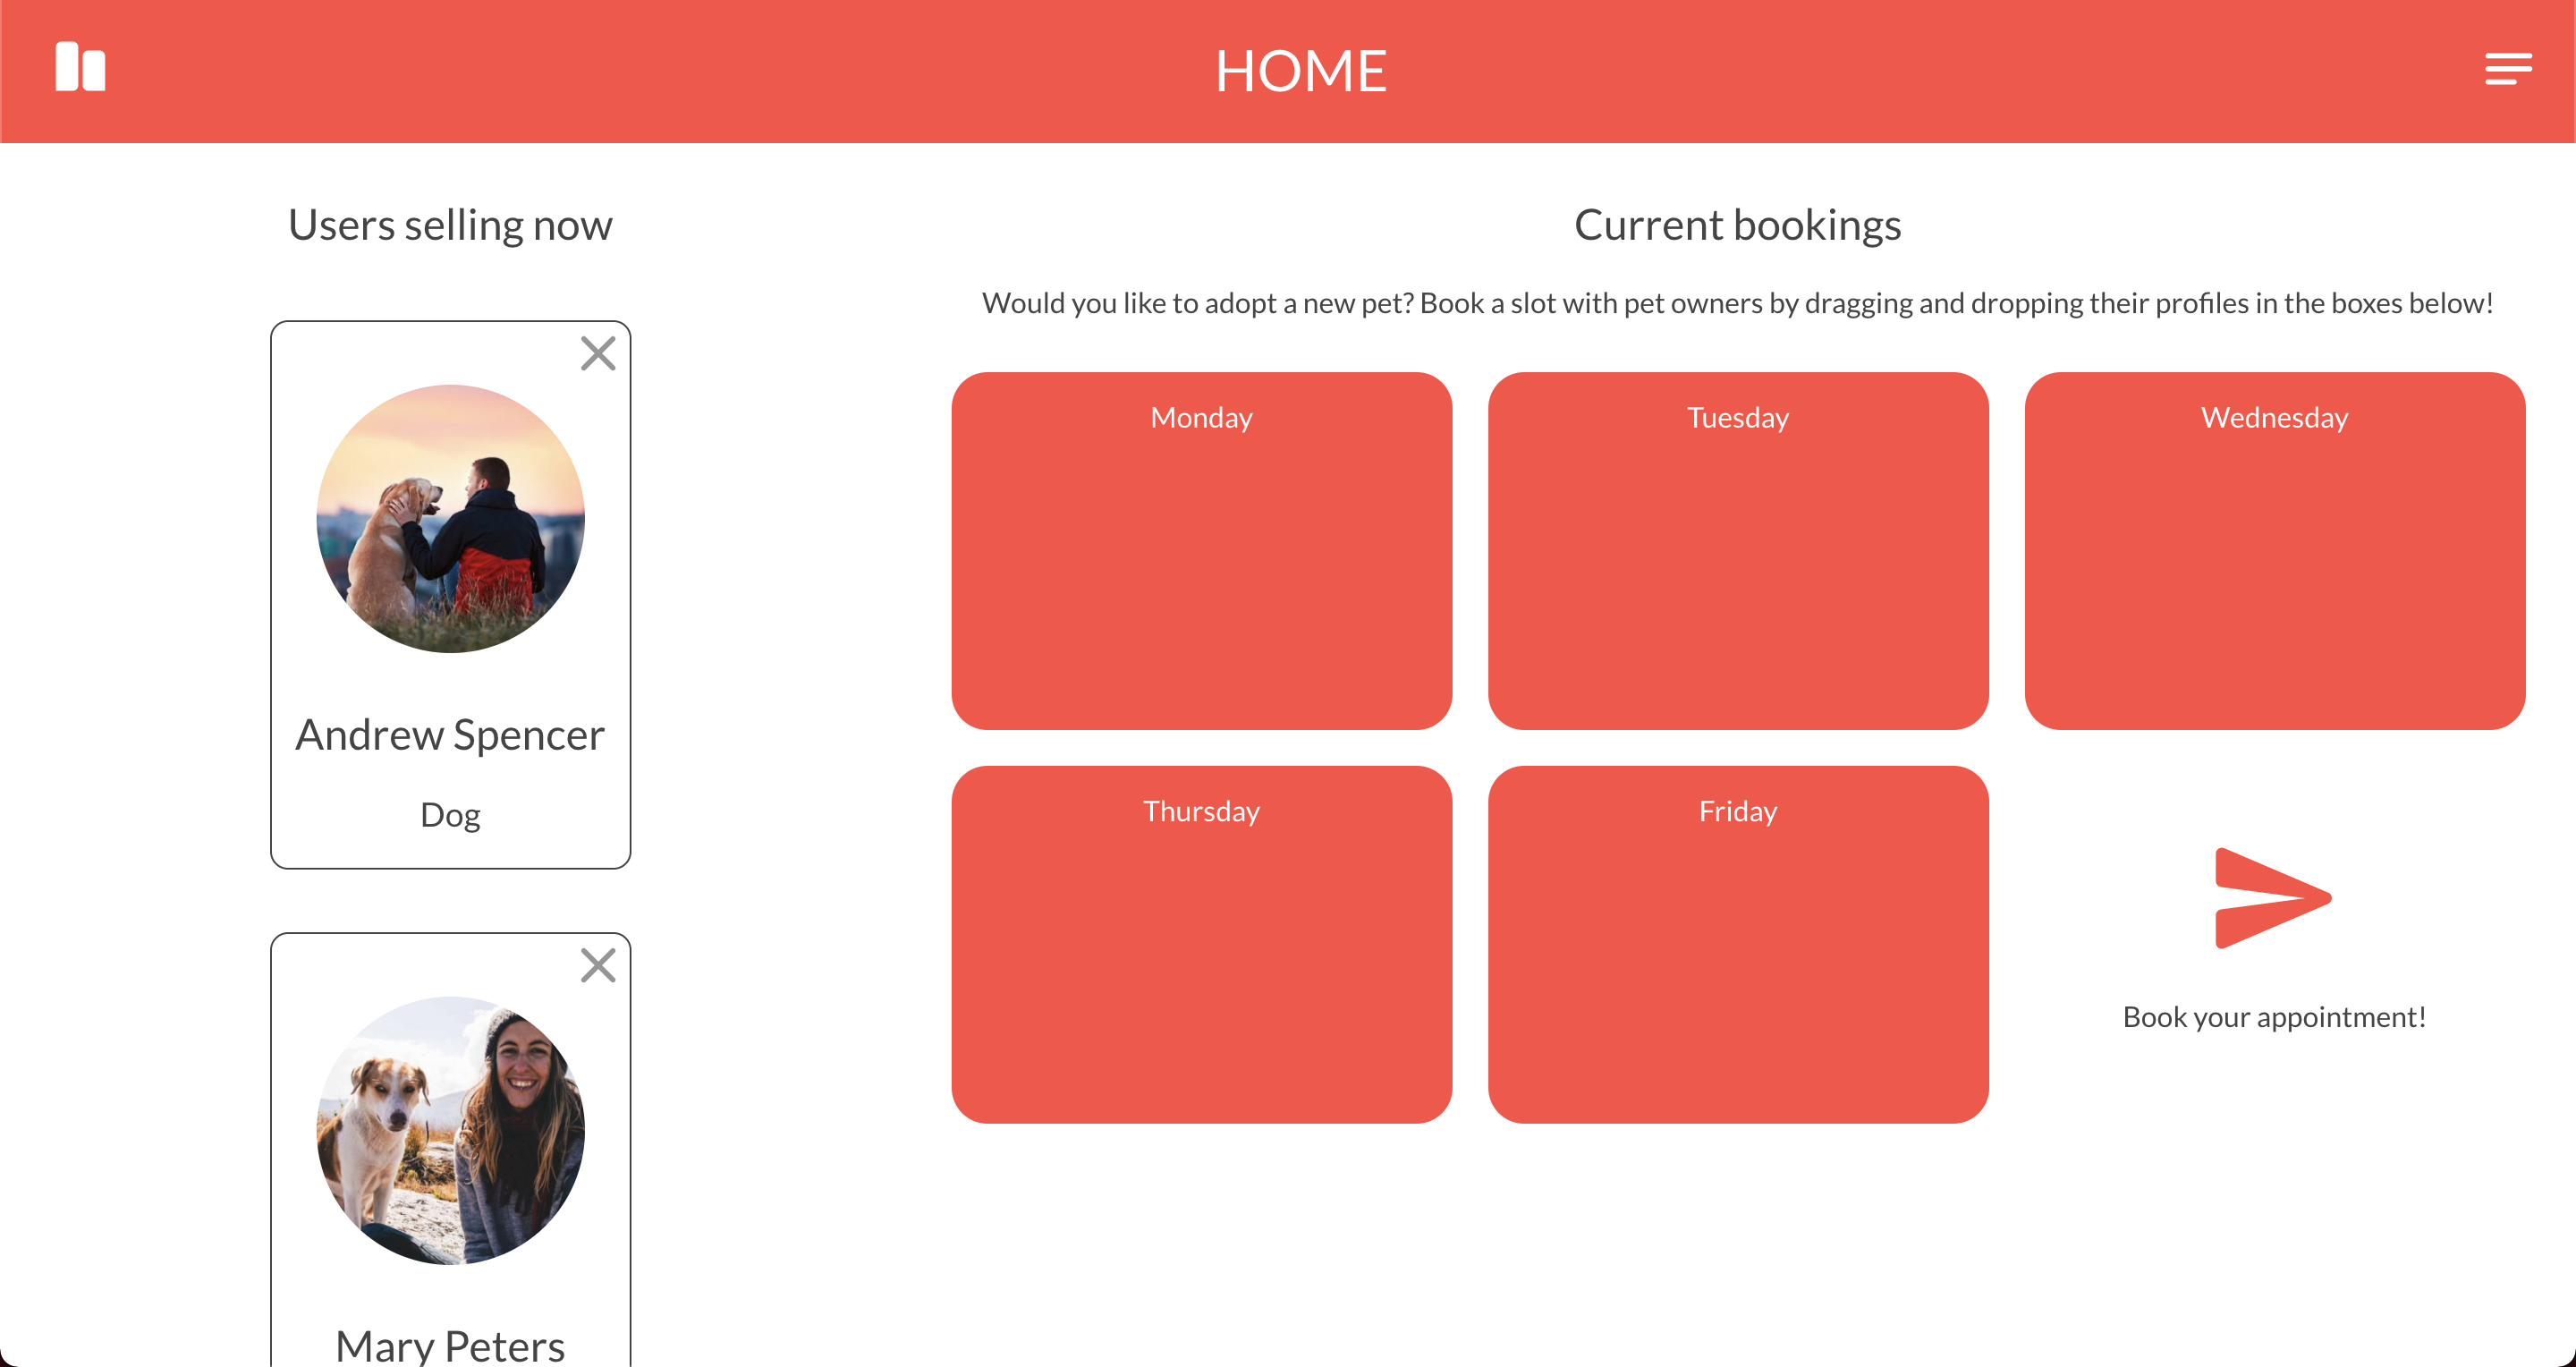 HOME
Users selling now
Andrew Spencer
Dog
Mary Peters
Current bookings
Would you like to adopt a new pet? Book a slot with pet owners by dragging and dropping their profiles in the boxes below!
Monday
Tuesday
Wednesday
Thursday
Friday
Book your appointment!